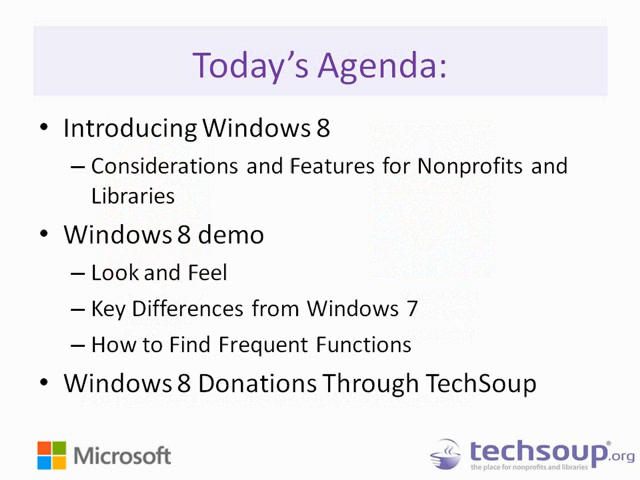 Today's Agenda:
• Introducing Windows 8
– Considerations and Features for Nonprofits and
Libraries
• Windows 8 demo
– Look and Feel
– Key Differences from Windows 7
– How to Find Frequent Functions
• Windows 8 Donations Through TechSoup
Microsoft
techsoup®.org
the place for nonprofits and libraries